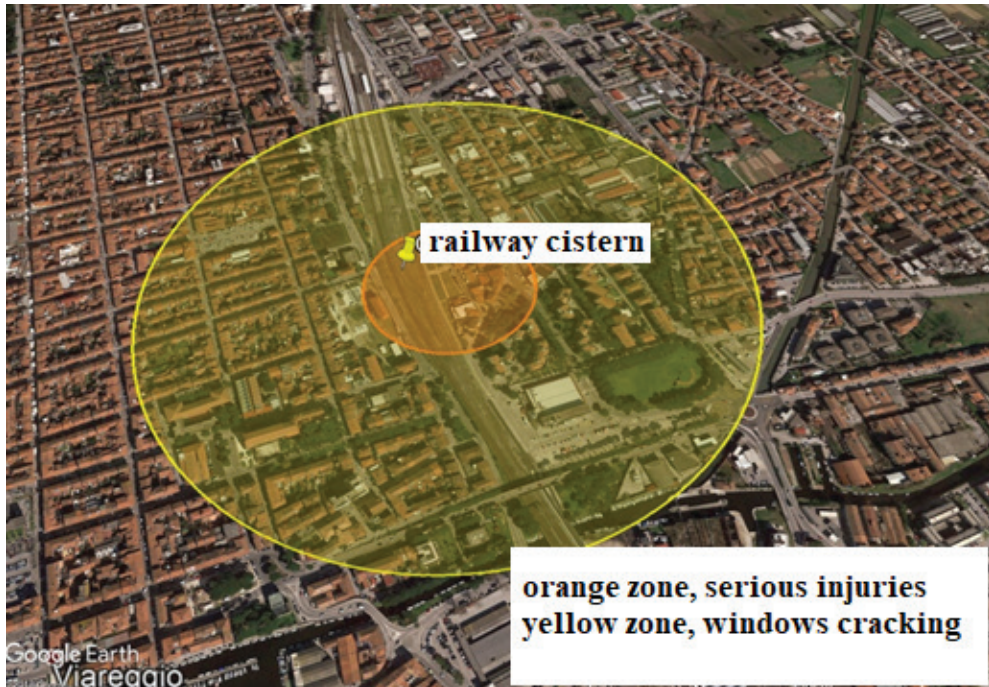 railway cistern
orange zone, serious injuries
yellow zone, windows cracking
Google Earth
Viareggio